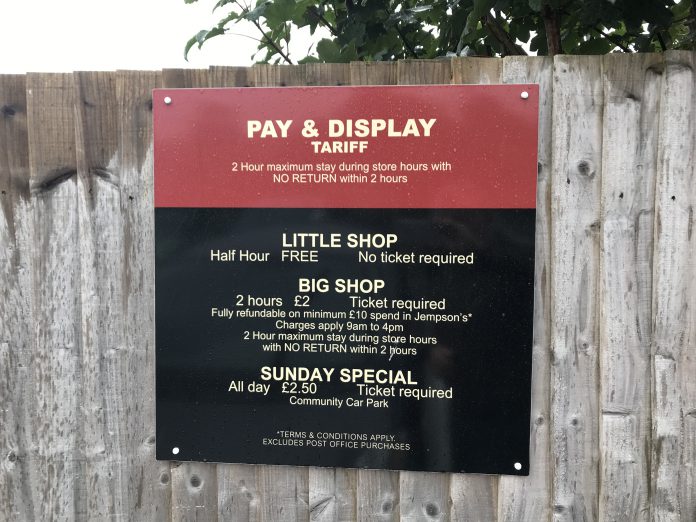 PAY & DISPLAY
TARIFF
2 Hour maximum stay during store hours with
NO RETURN within 2 hours
LITTLE SHOP
Half Hour FREE No ticket required
BIG SHOP
2 hours £2 Ticket required
Fully refundable on minimum £10 spend in Jempson's*
Charges apply 9am to 4pm
2 Hour maximum stay during store hours
with NO RETURN within 2 hours
SUNDAY SPECIAL
All day £2.50 Ticket required
Community Car Park
*TERMS & CONDITIONS APPLY.
EXCLUDES POST OFFICE PURCHASES